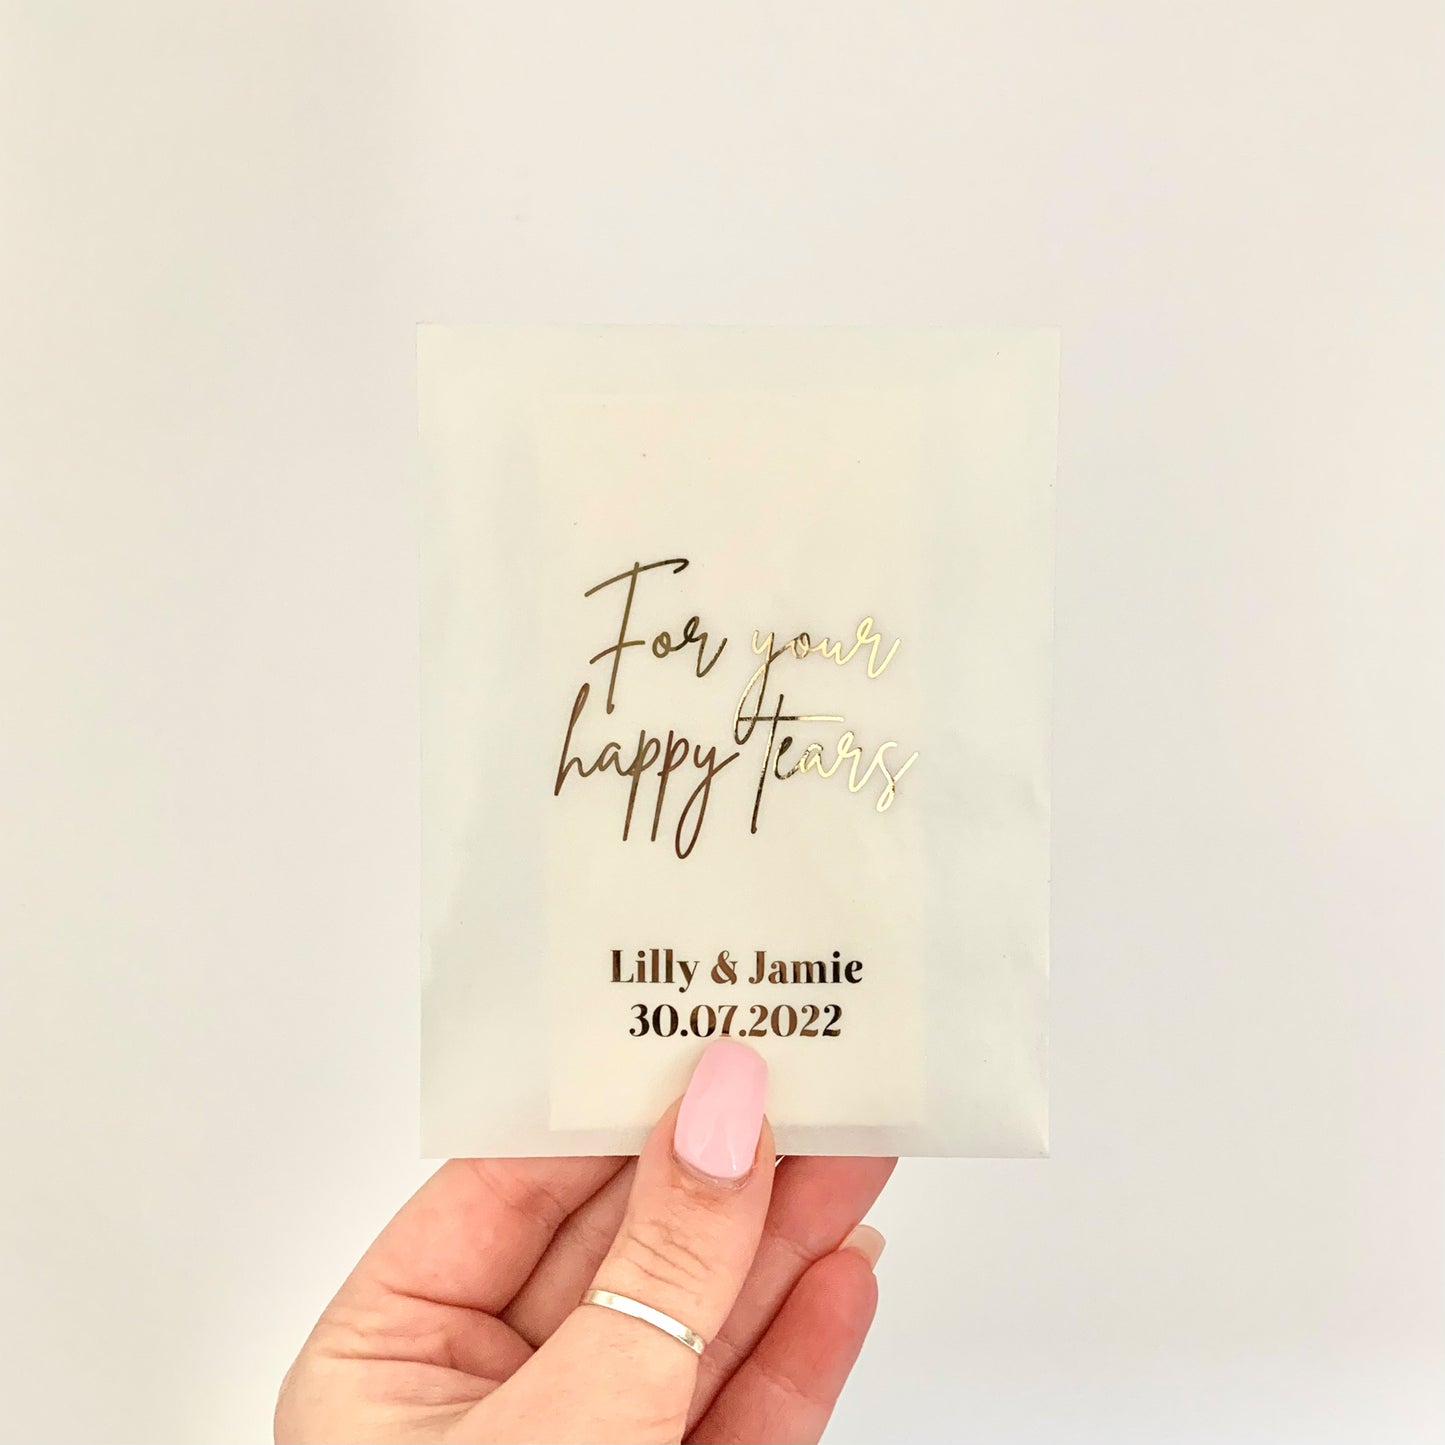 For your
happy Tears
Lilly & Jamie
30.07.2022